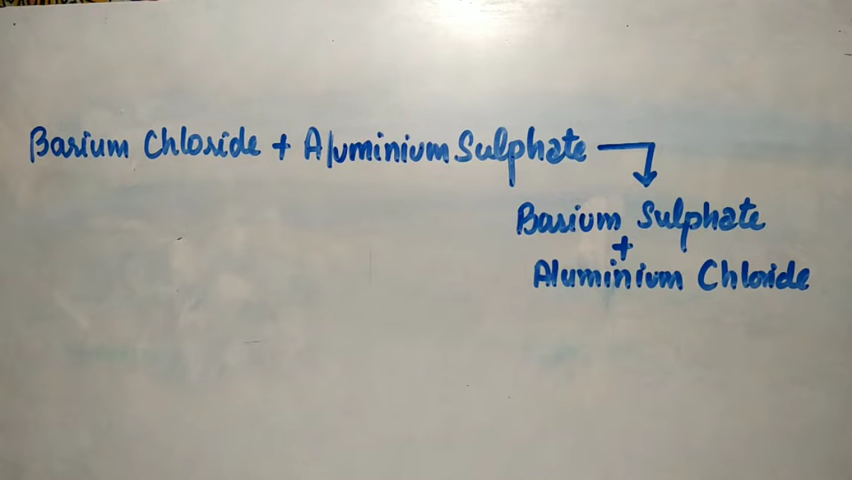 Barium Chloride + Aluminium Sulphate →
Barium Sulphate
+
Aluminium Chloride